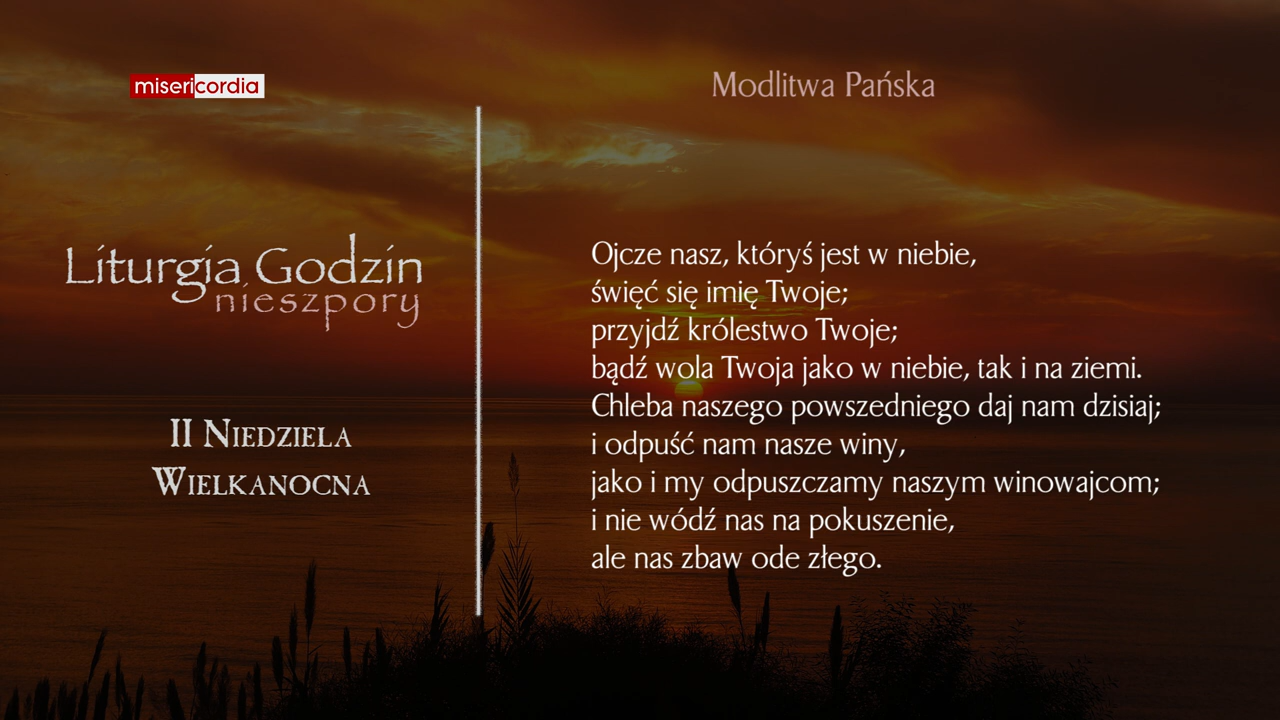 misericordia
Liturgia Godzin
nieszpory
II Niedziela
Wielkanocna
Modlitwa Pańska
Ojcze nasz, któryś jest w niebie,
święć się imię Twoje;
przyjdź królestwo Twoje;
bądź wola Twoja jako w niebie, tak i na ziemi.
Chleba naszego powszedniego daj nam dzisiaj;
i odpuść nam nasze winy,
jako i my odpuszczamy naszym winowajcom;
i nie wódź nas na pokuszenie,
ale nas zbaw ode złego.